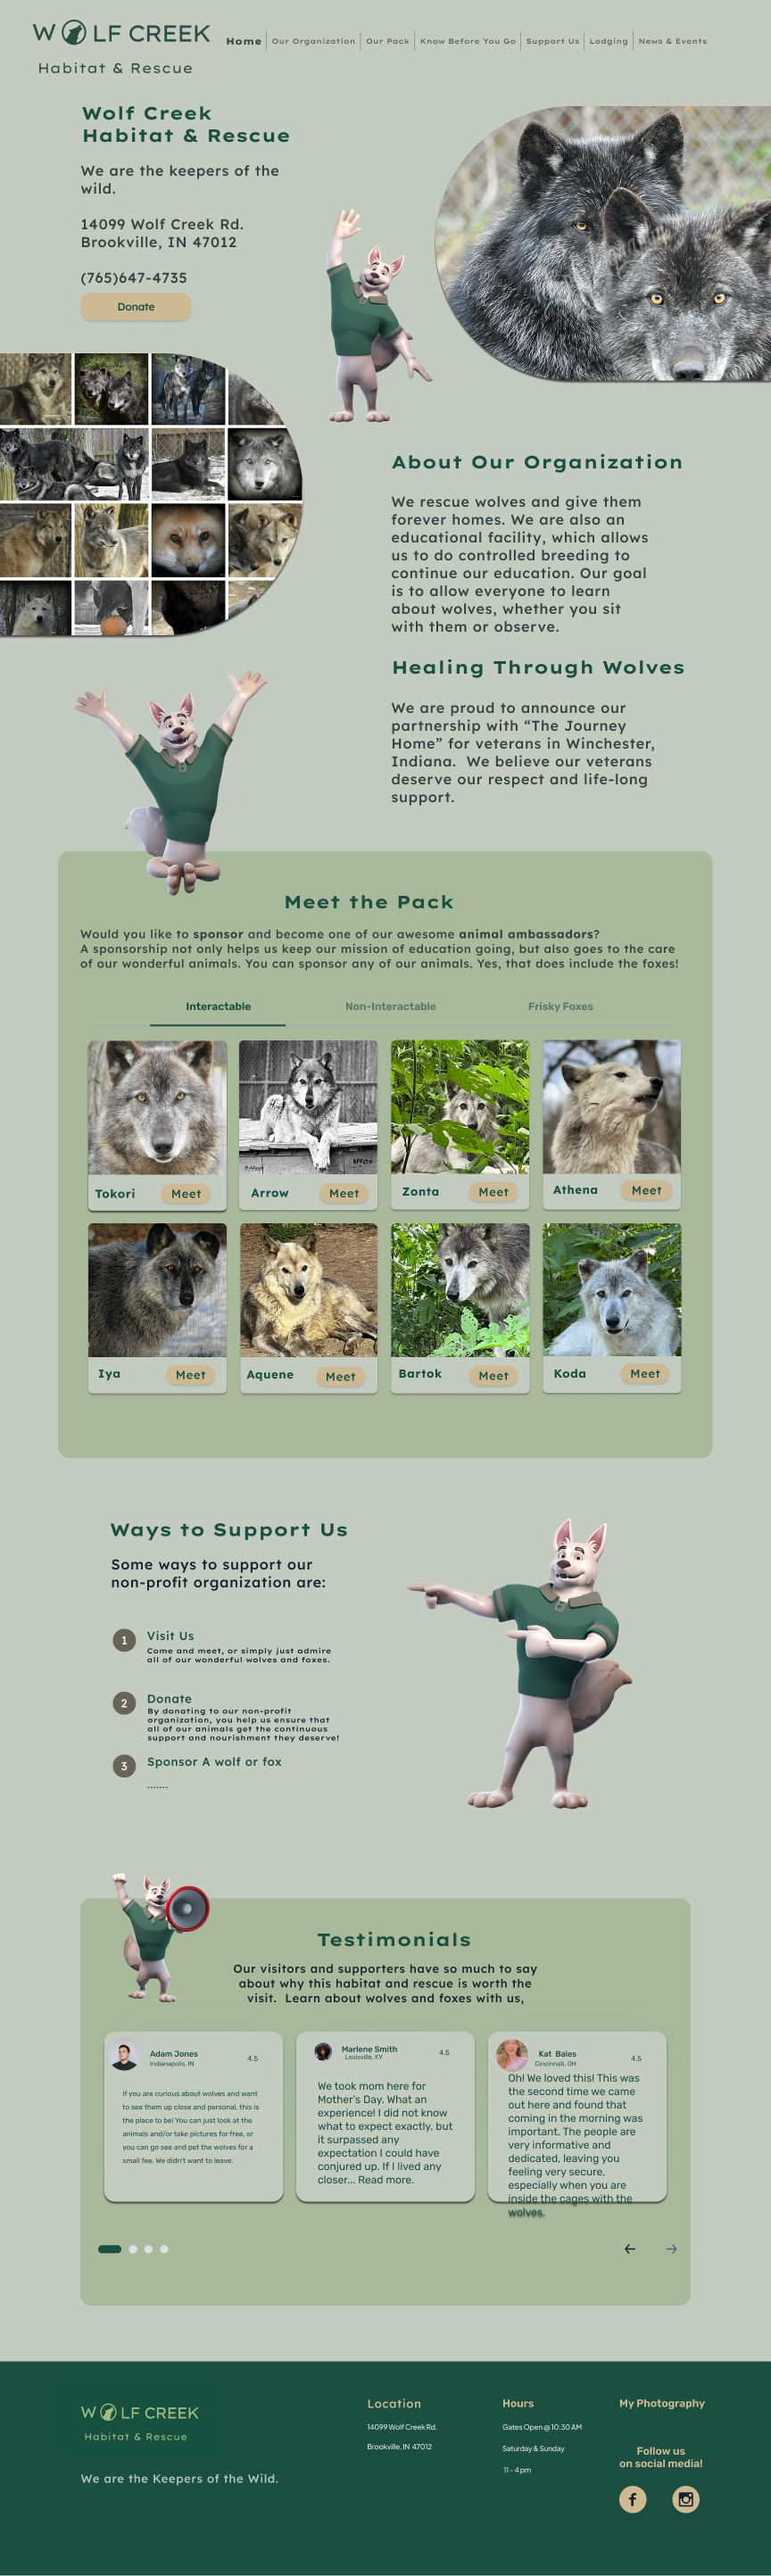 WOLF CREEK
Habitat & Rescue
Home
Our Organization
Our Pack
Know Before You Go
Support Us
Lodging
News & Events
Wolf Creek
Habitat & Rescue
We are the keepers of the
wild.
14099 Wolf Creek Rd.
Brookville, IN 47012
(765)647-4735
Donate
About Our Organization
We rescue wolves and give them
forever homes. We are also an
educational facility, which allows
us to do controlled breeding to
continue our education. Our goal
is to allow everyone to learn
about wolves, whether you sit
with them or observe.
Healing Through Wolves
We are proud to announce our
partnership with “The Journey
Home” for veterans in Winchester,
Indiana.  We believe our veterans
deserve our respect and life-long
support.
Meet the Pack
Would you like to sponsor and become one of our awesome animal ambassadors?
A sponsorship not only helps us keep our mission of education going, but also goes to the care
of our wonderful animals. You can sponsor any of our animals. Yes, that does include the foxes!
Interactable
Non-Interactable
Frisky Foxes
Tokori
Meet
Arrow
Meet
Zonta
Meet
Athena
Meet
Iya
Meet
Aquene
Meet
Bartok
Meet
Koda
Meet
Ways to Support Us
Some ways to support our
non-profit organization are:
1
Visit Us
Come and meet, or simply just admire
all of our wonderful wolves and foxes.
2
Donate
By donating to our non-profit
organization, you help us ensure that
all of our animals get the continuous
support and nourishment they deserve!
3
Sponsor A wolf or fox
.......
Testimonials
Our visitors and supporters have so much to say
about why this habitat and rescue is worth the
visit.  Learn about wolves and foxes with us,
Adam Jones
Indianapolis, IN
4.5
If you are curious about wolves and want
to see them up close and personal, this is
the place to be! You can just look at the
animals and/or take pictures for free, or
you can go see and pet the wolves for a
small fee. We didn't want to leave.
Marlene Smith
Louisville, KY
4.5
We took mom here for
Mother's Day. What an
experience! I did not know
what to expect exactly, but
it surpassed any
expectation I could have
conjured up. If I lived any
closer... Read more.
Kat Bales
Cincinnati, OH
4.5
Oh! We loved this! This was
the second time we came
out here and found that
coming in the morning was
important. The people are
very informative and
dedicated, leaving you
feeling very secure,
especially when you are
inside the cages with the
wolves.
WOLF CREEK
Habitat & Rescue
We are the Keepers of the Wild.
Location
14099 Wolf Creek Rd.
Brookville, IN 47012
Hours
Gates Open @ 10:30 AM
Saturday & Sunday
11 - 4 pm
My Photography
Follow us
on social media!